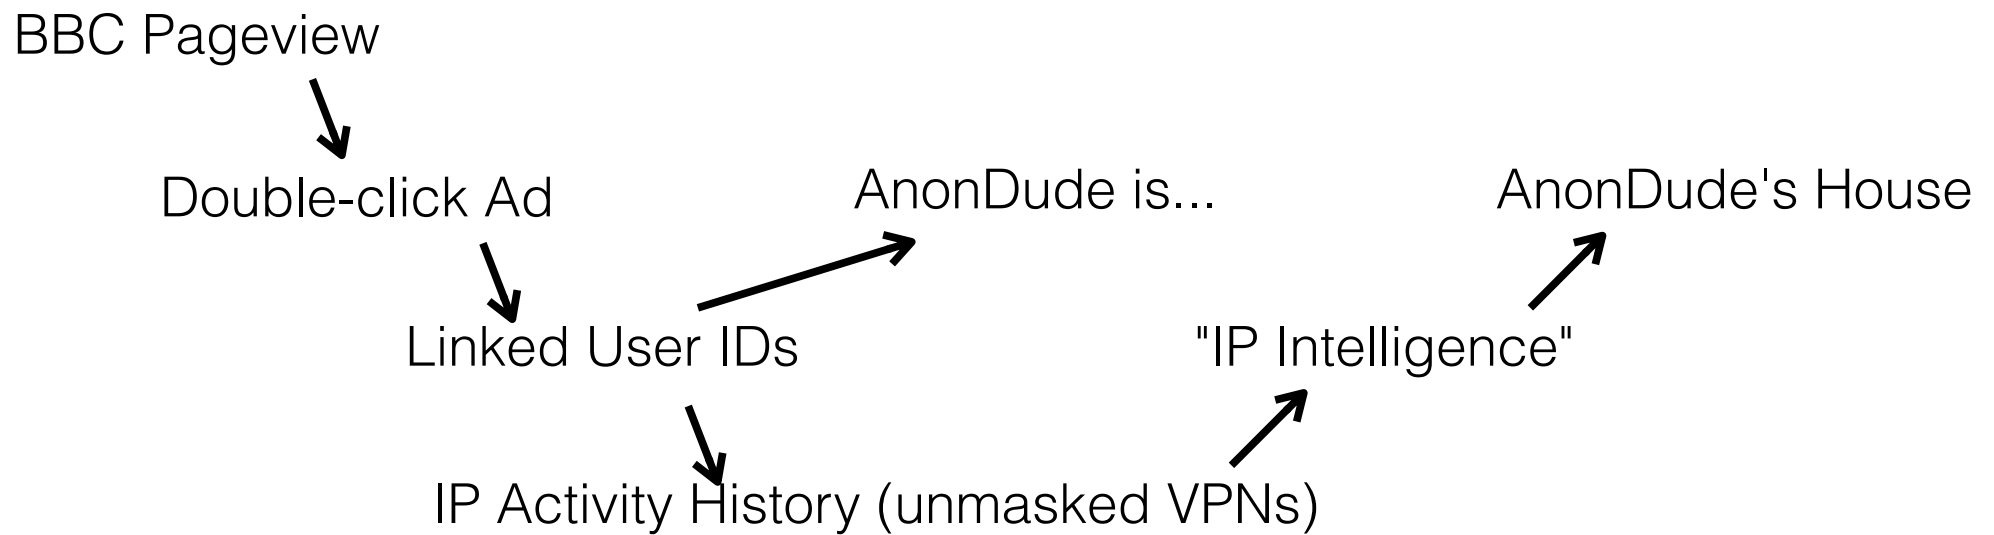 BBC Pageview
Double-click Ad
AnonDude is...
AnonDude's House
Linked User IDs
"IP Intelligence"
IP Activity History (unmasked VPNs)